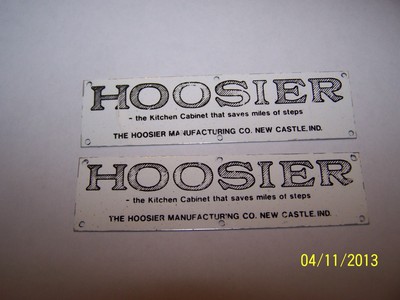 HOOSIER
- the Kitchen Cabinet that saves miles of steps
THE HOOSIER MANUFACTURING CO. NEW CASTLE, IND.
HOOSIER
- the Kitchen Cabinet that saves miles of steps
THE HOOSIER MANUFACTURING CO. NEW CASTLE, IND.
04/11/2013